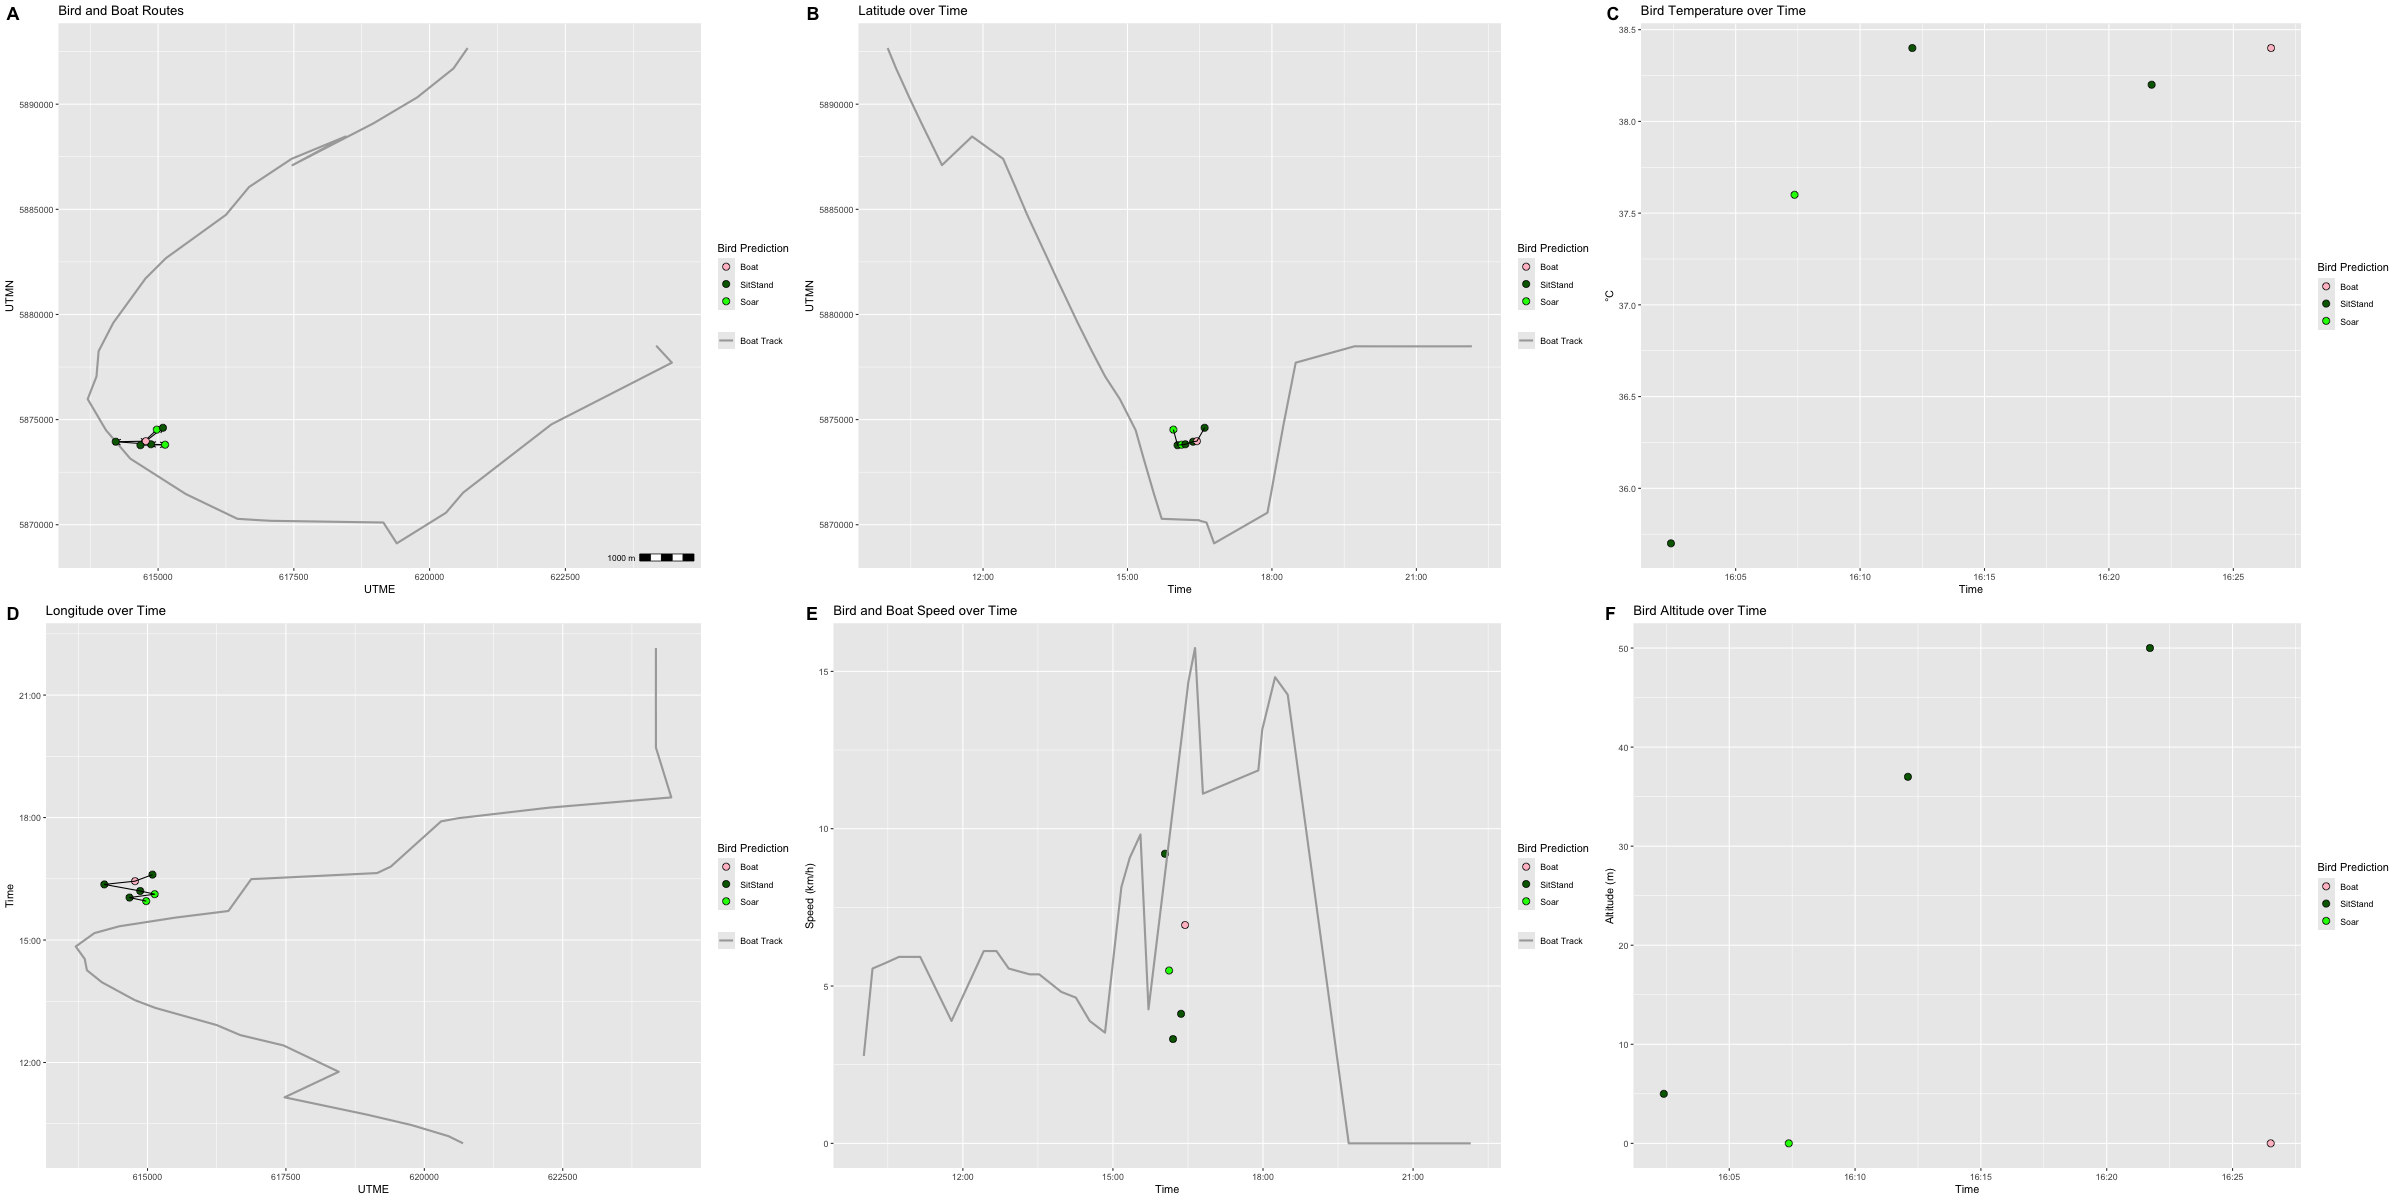 A Bird and Boat Routes
5890000
5885000
5880000
5875000
5870000
UTMN
615000 617500 620000 622500
UTME
1000 m
Bird Prediction
Boat
SitStand
Soar
Boat Track
B Latitude over Time
5890000
5885000
5880000
5875000
5870000
UTMN
12:00 15:00 18:00 21:00
Time
Bird Prediction
Boat
SitStand
Soar
Boat Track
C Bird Temperature over Time
38.5
38.0
37.5
37.0
36.5
36.0
°C
16:05 16:10 16:15 16:20 16:25
Time
Bird Prediction
Boat
SitStand
Soar
D Longitude over Time
21:00
18:00
15:00
12:00
Time
615000 617500 620000 622500
UTME
Bird Prediction
Boat
SitStand
Soar
Boat Track
E Bird and Boat Speed over Time
15
10
5
0
Speed (km/h)
12:00 15:00 18:00 21:00
Time
Bird Prediction
Boat
SitStand
Soar
Boat Track
F Bird Altitude over Time
50
40
30
20
10
0
Altitude (m)
16:05 16:10 16:15 16:20 16:25
Time
Bird Prediction
Boat
SitStand
Soar